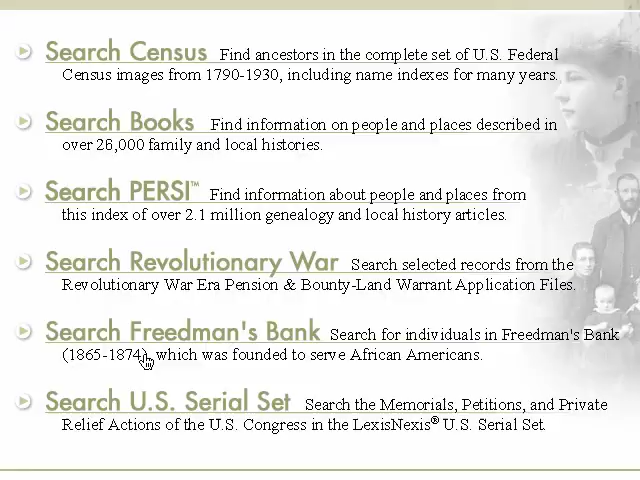 Search Census Find ancestors in the complete set of U.S. Federal
Census images from 1790-1930, including name indexes for many years.
Search Books Find information on people and places described in
over 26,000 family and local histories.
Search PERSI™ Find information about people and places from
this index of over 2.1 million genealogy and local history articles.
Search Revolutionary War Search selected records from the
Revolutionary War Era Pension & Bounty-Land Warrant Application Files.
Search Freedman's Bank Search for individuals in Freedman's Bank
(1865-1874), which was founded to serve African Americans.
Search U.S. Serial Set Search the Memorials, Petitions, and Private
Relief Actions of the U.S. Congress in the LexisNexis® U.S. Serial Set.